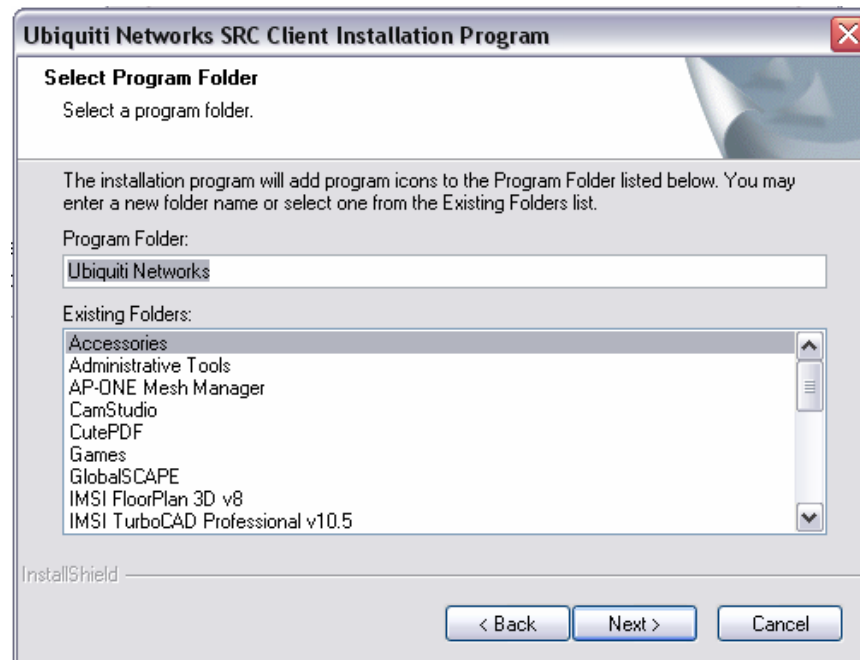 Ubiquiti Networks SRC Client Installation Program
Select Program Folder
Select a program folder.
The installation program will add program icons to the Program Folder listed below. You may
enter a new folder name or select one from the Existing Folders list.
Program Folder:
Ubiquiti Networks
Existing Folders:
Accessories
Administrative Tools
AP-ONE Mesh Manager
CamStudio
CutePDF
Games
GlobalSCAPE
IMSI FloorPlan 3D v8
IMSI TurboCAD Professional v10.5
InstallShield
< Back Next > Cancel